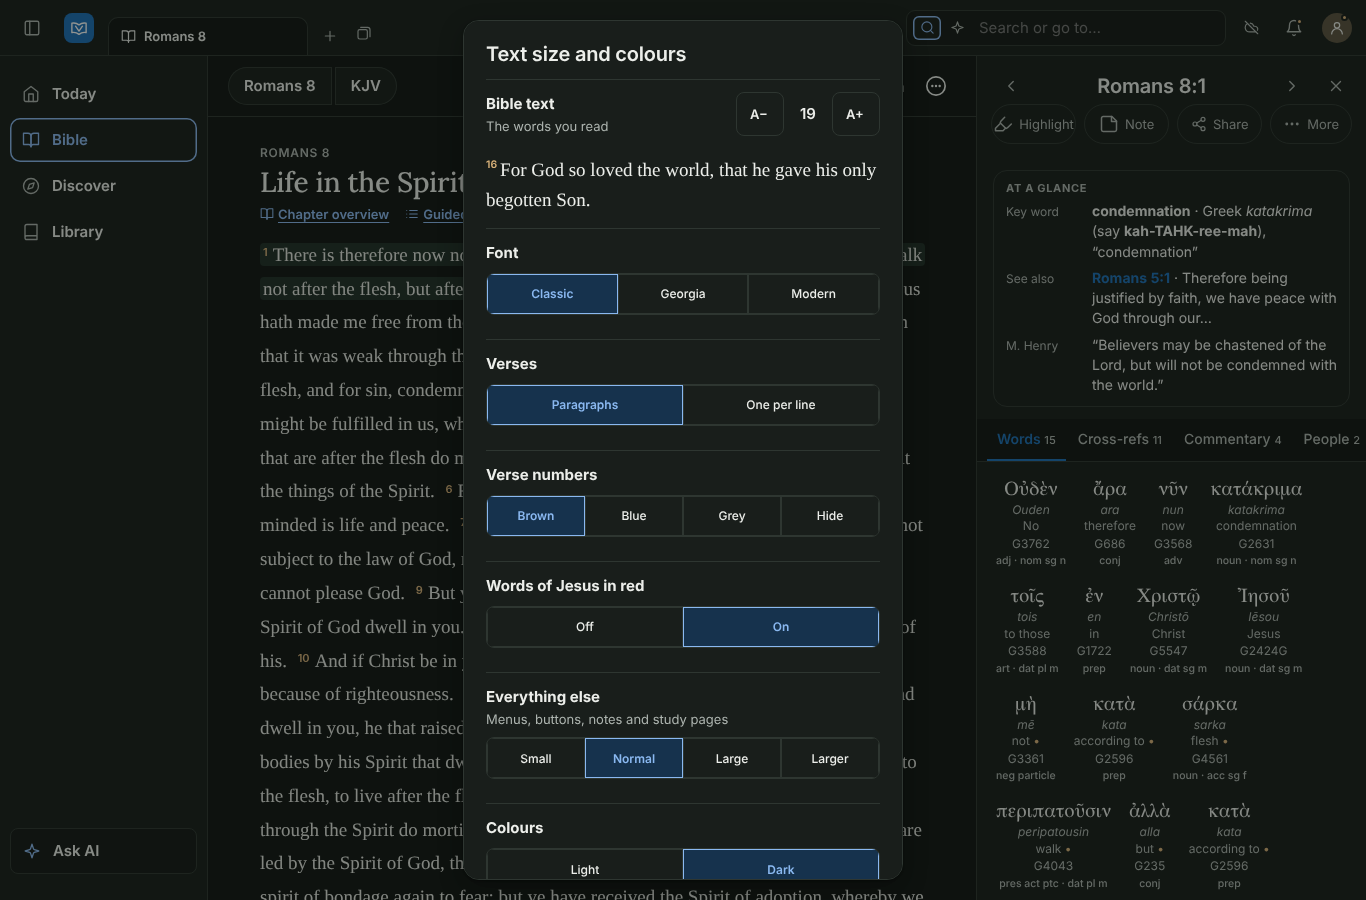 Romans 8
Search or go to...
Today
Bible
Discover
Library
Ask AI
Romans 8
KJV
ROMANS 8
Life in the Spirit
Chapter overview
1 There is therefore now
not after the flesh, but
hath made me free from
that it was weak through
flesh, and for sin,
might be fulfilled in us,
that are after the flesh do
the things of the Spirit. 6
minded is life and peace.
subject to the law of God,
cannot please God. 9 But
Spirit of God dwell in you.
his. 10 And if Christ be in
because of righteousness.
dwell in you, he that raised
bodies by his Spirit that
the flesh, to live after the
through the Spirit do
led by the Spirit of God,
spirit of bondage again to fear; but ye have received the Spirit of adoption, whereby we
Text size and colours
Bible text
The words you read
A−
19
A+
16 For God so loved the world, that he gave his only
begotten Son.
Font
Classic
Georgia
Modern
Verses
Paragraphs
One per line
Verse numbers
Brown
Blue
Grey
Hide
Words of Jesus in red
Off
On
Everything else
Menus, buttons, notes and study pages
Small
Normal
Large
Larger
Colours
Light
Dark
Romans 8:1
Highlight
Note
Share
More
AT A GLANCE
Key word
condemnation · Greek katakrima
(say kah-TAHK-ree-mah),
“condemnation”
See also
Romans 5:1 · Therefore being
justified by faith, we have peace with
God through our...
M. Henry
“Believers may be chastened of the
Lord, but will not be condemned with
the world.”
Words 15 Cross-refs 11 Commentary 4 People 2
Οὐδὲν ἄρα νῦν κατάκριμα
Ouden ara nun katakrima
No therefore now condemnation
G3762 G686 G3568 G2631
adj · nom sg n conj adv noun · nom sg n
τοῖς ἐν Χριστῷ Ἰησοῦ
tois en Christō Iēsou
to those in Christ Jesus
G3588 G1722 G5547 G2424G
art · dat pl m prep noun · dat sg m noun · dat sg m
μὴ κατὰ σάρκα
mē kata sarka
not • according to • flesh •
G3361 G2596 G4561
neg particle prep noun · acc sg f
περιπατοῦσιν ἀλλὰ κατὰ
peripatousin alla kata
walk • but • according to •
G4043 G235 G2596
pres act ptc · dat pl m conj prep